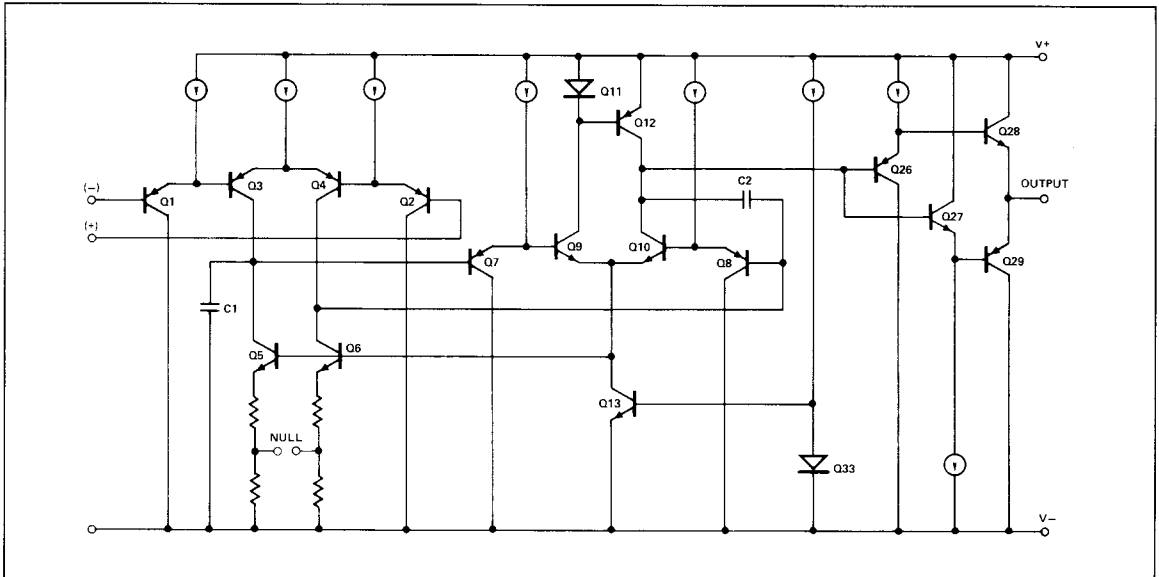 V+
Q11
Q12
Q28
Q3
Q4
Q26
C2
(-)
Q1
Q2
OUTPUT
(+)
Q27
Q9
Q10
Q7
Q8
Q29
C1
Q5
Q6
Q13
NULL
Q33
V-